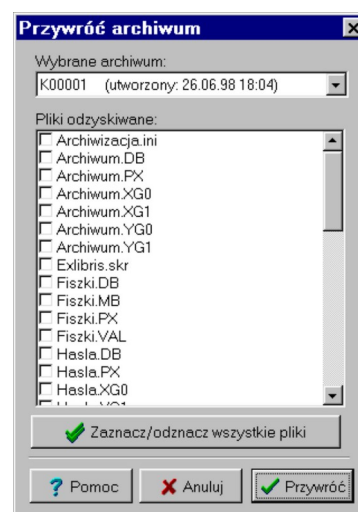 Przywróć archiwum
Wybrane archiwum:
K00001 (utworzony: 26.06.98 18:04)
Pliki odzyskiwane:
Archiwizacja.ini
Archiwum.DB
Archiwum.PX
Archiwum.XG0
Archiwum.XG1
Archiwum.YG0
Archiwum.YG1
Exlibris.skr
Fiszki.DB
Fiszki.MB
Fiszki.PX
Fiszki.VAL
Hasla.DB
Hasla.PX
Hasla.XG0
Zaznacz/odznacz wszystkie pliki
Pomoc
Anuluj
Przywróć